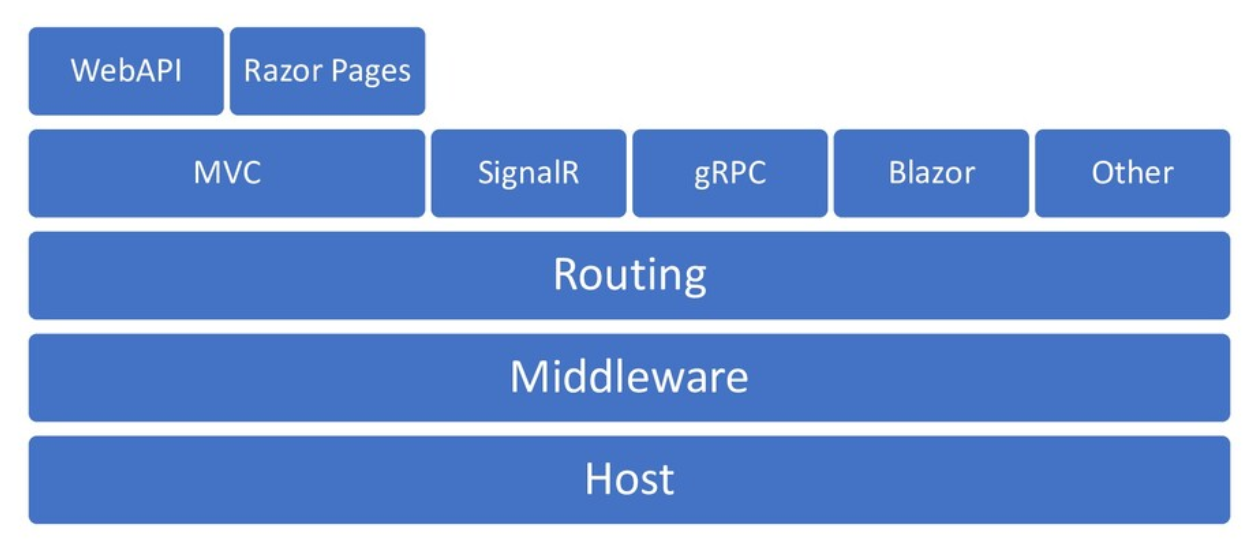 WebAPI
Razor Pages
MVC
SignalR
gRPC
Blazor
Other
Routing
Middleware
Host